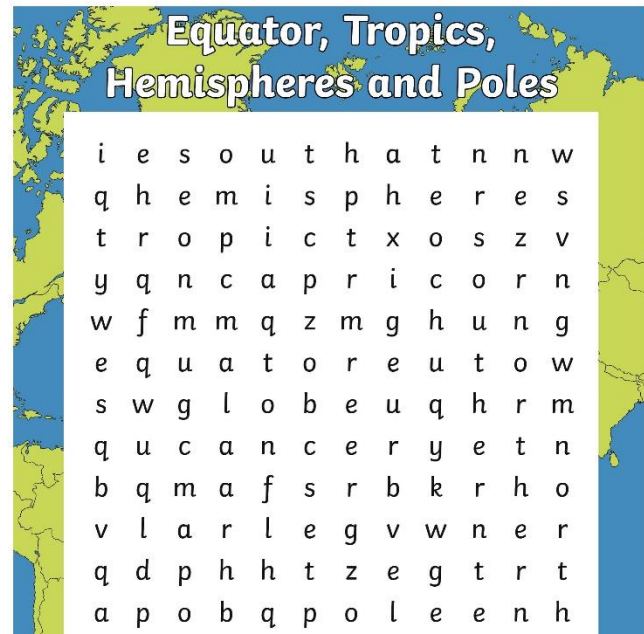 Equator, Tropics,
Hemispheres and Poles
i e s o u t h a t n n w
q h e m i s p h e r e s
t r o p i c t x o s z v
y q n c a p r i c o r n
w f m m q z m g h u n g
e q u a t o r e u t o w
s w g l o b e u q h r m
q u c a n c e r y e t n
b q m a f s r b k r h o
v l a r l e g v w n e r
q d p h h t z e g t r t
a p o b q p o l e e n h